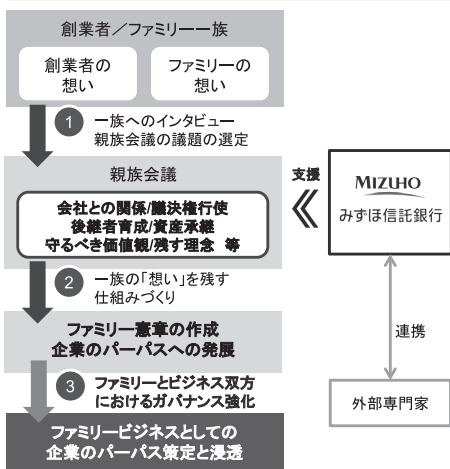 創業者／ファミリー一族
創業者の
想い
ファミリーの
想い
1
一族へのインタビュー
親族会議の議題の選定
親族会議
会社との関係/議決権行使
後継者育成/資産承継
守るべき価値観/残す理念 等
支援
MIZUHO
みずほ信託銀行
2
一族の「想い」を残す
仕組みづくり
ファミリー憲章の作成
企業のパーパスへの発展
連携
3
ファミリーとビジネス双方
におけるガバナンス強化
外部専門家
ファミリービジネスとしての
企業のパーパス策定と浸透